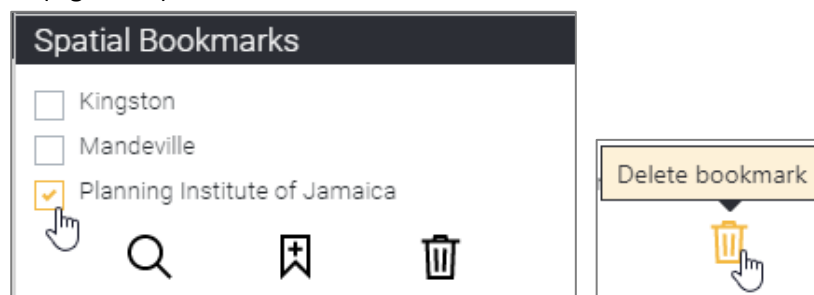 Spatial Bookmarks
Kingston
Mandeville
Planning Institute of Jamaica
Delete bookmark